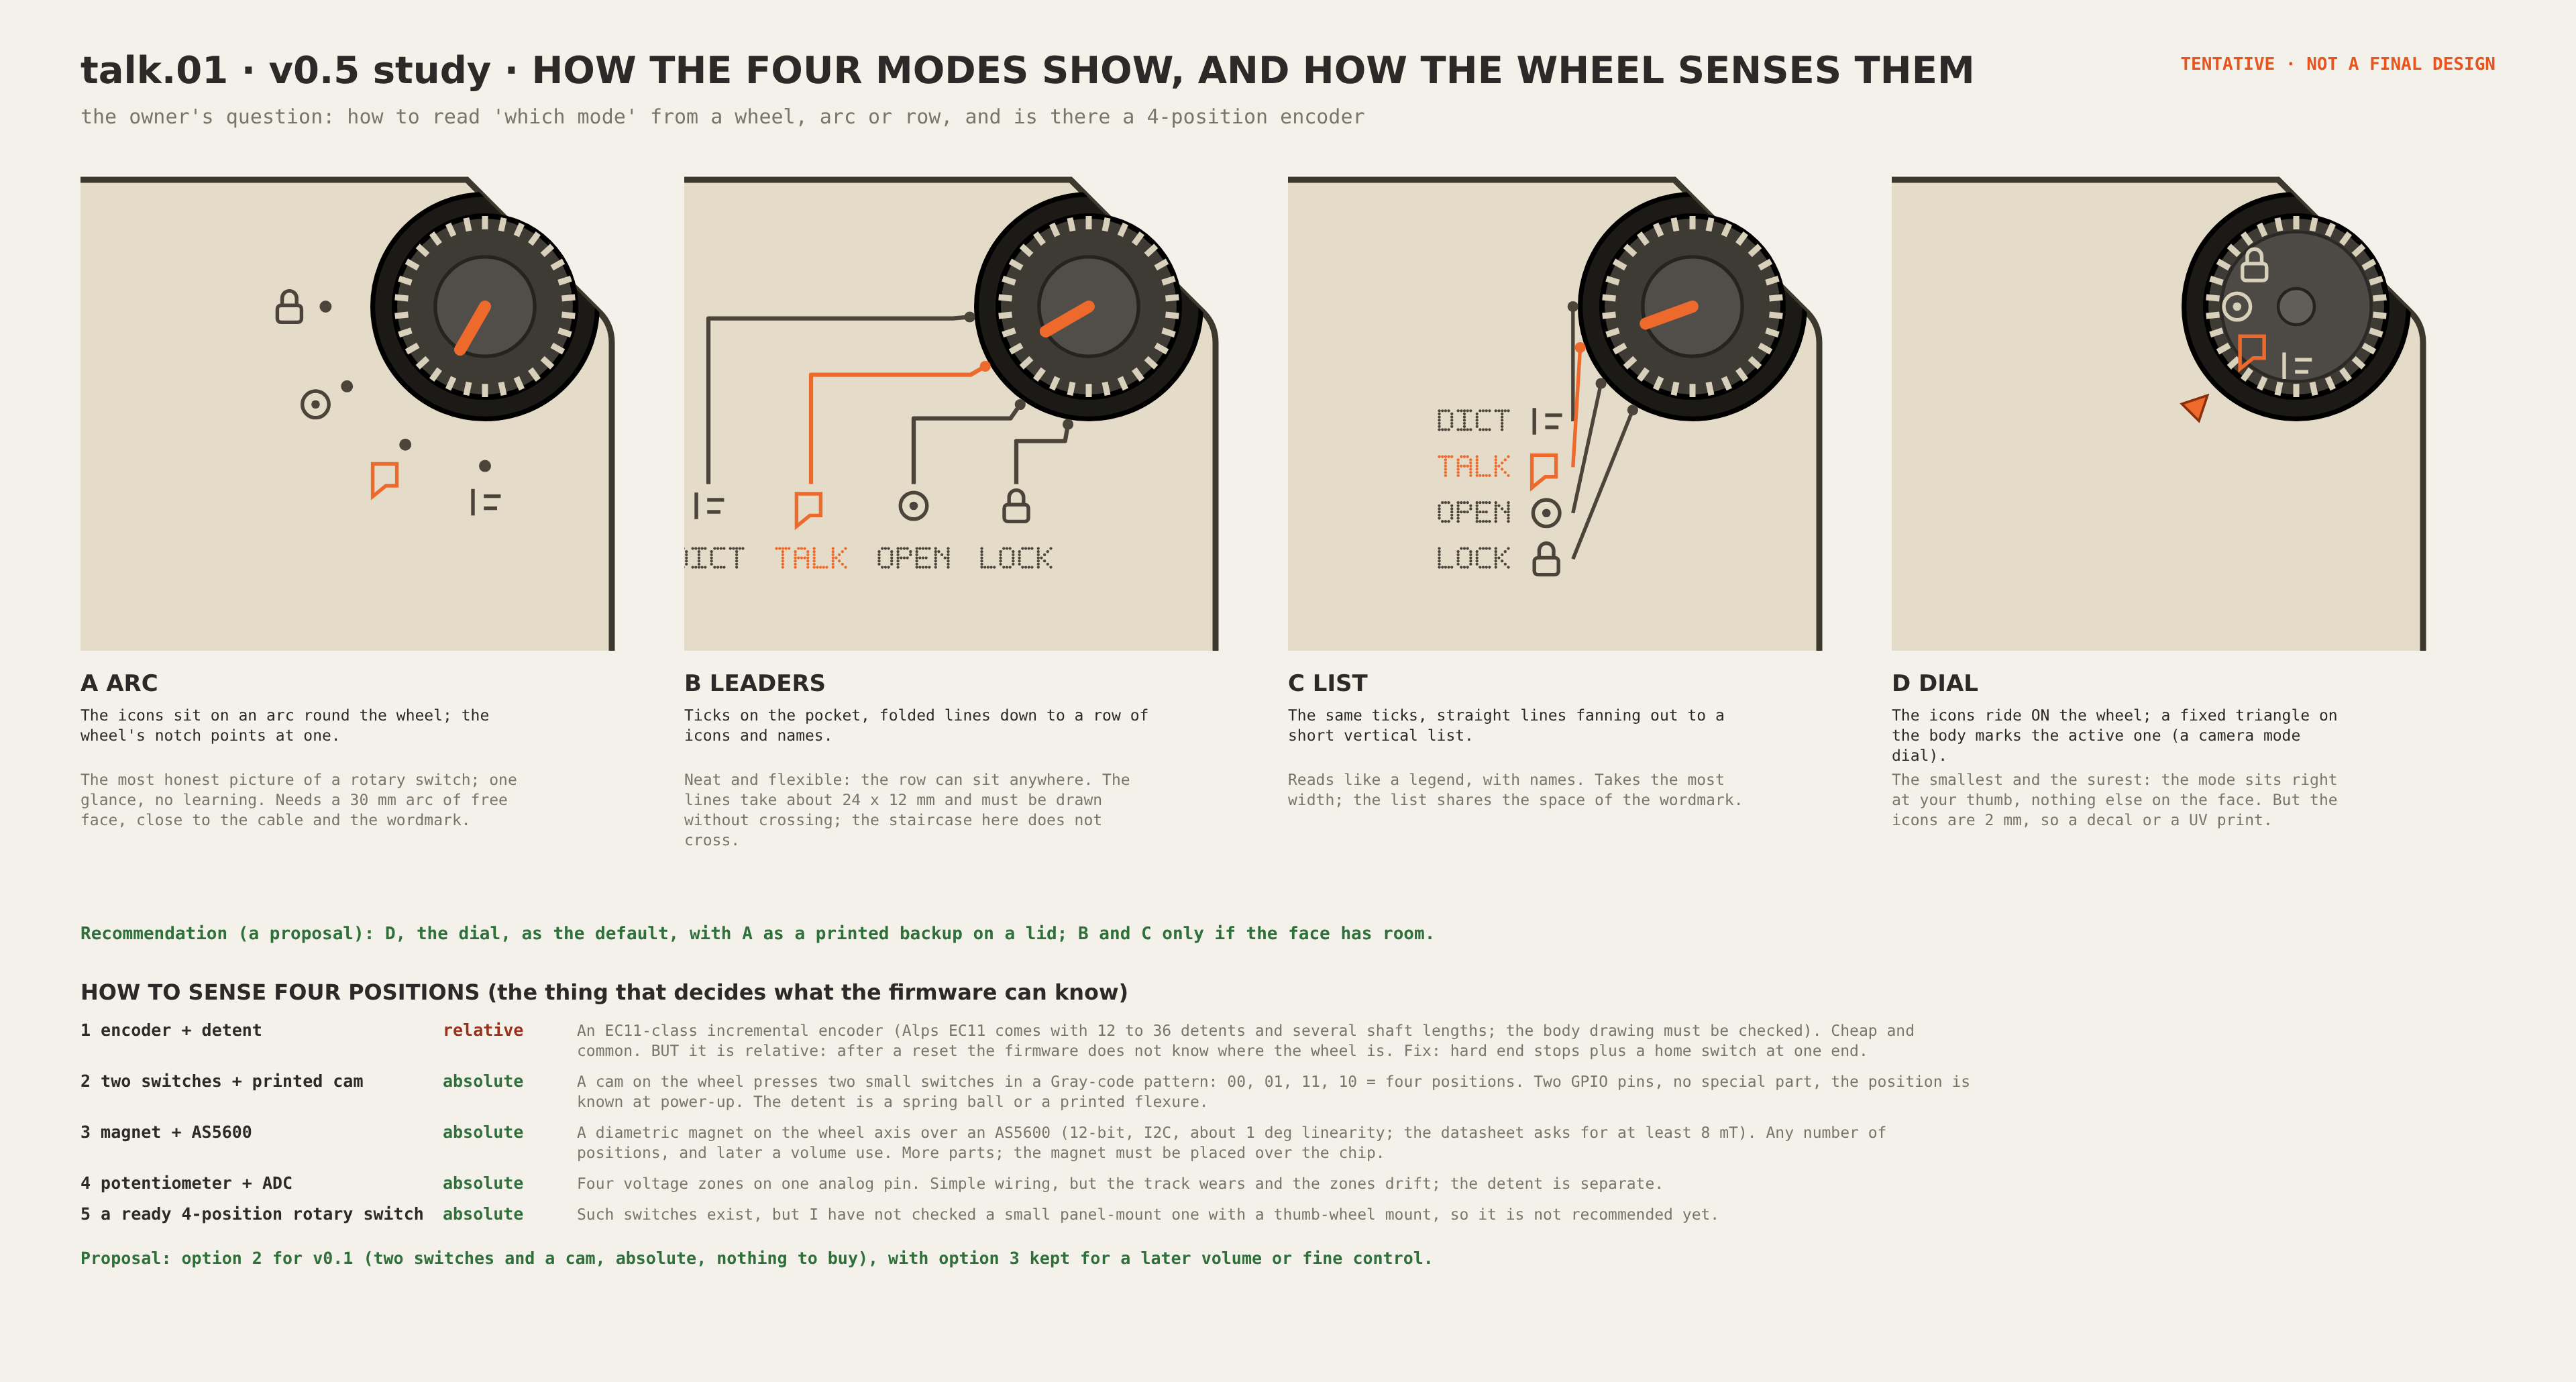 talk.01 · v0.5 study · HOW THE FOUR MODES SHOW, AND HOW THE WHEEL SENSES THEM
TENTATIVE · NOT A FINAL DESIGN
the owner's question: how to read 'which mode' from a wheel, arc or row, and is there a 4-position encoder
DICT
TALK
OPEN
LOCK
ICT TALK OPEN LOCK
A ARC
The icons sit on an arc round the wheel; the
wheel's notch points at one.
The most honest picture of a rotary switch; one
glance, no learning. Needs a 30 mm arc of free
face, close to the cable and the wordmark.
B LEADERS
Ticks on the pocket, folded lines down to a row of
icons and names.
Neat and flexible: the row can sit anywhere. The
lines take about 24 x 12 mm and must be drawn
without crossing; the staircase here does not
cross.
C LIST
The same ticks, straight lines fanning out to a
short vertical list.
Reads like a legend, with names. Takes the most
width; the list shares the space of the wordmark.
D DIAL
The icons ride ON the wheel; a fixed triangle on
the body marks the active one (a camera mode
dial).
The smallest and the surest: the mode sits right
at your thumb, nothing else on the face. But the
icons are 2 mm, so a decal or a UV print.
Recommendation (a proposal): D, the dial, as the default, with A as a printed backup on a lid; B and C only if the face has room.
HOW TO SENSE FOUR POSITIONS (the thing that decides what the firmware can know)
1 encoder + detent relative An EC11-class incremental encoder (Alps EC11 comes with 12 to 36 detents and several shaft lengths; the body drawing must be checked). Cheap and
common. BUT it is relative: after a reset the firmware does not know where the wheel is. Fix: hard end stops plus a home switch at one end.
2 two switches + printed cam absolute A cam on the wheel presses two small switches in a Gray-code pattern: 00, 01, 11, 10 = four positions. Two GPIO pins, no special part, the position is
known at power-up. The detent is a spring ball or a printed flexure.
3 magnet + AS5600 absolute A diametric magnet on the wheel axis over an AS5600 (12-bit, I2C, about 1 deg linearity; the datasheet asks for at least 8 mT). Any number of
positions, and later a volume use. More parts; the magnet must be placed over the chip.
4 potentiometer + ADC absolute Four voltage zones on one analog pin. Simple wiring, but the track wears and the zones drift; the detent is separate.
5 a ready 4-position rotary switch absolute Such switches exist, but I have not checked a small panel-mount one with a thumb-wheel mount, so it is not recommended yet.
Proposal: option 2 for v0.1 (two switches and a cam, absolute, nothing to buy), with option 3 kept for a later volume or fine control.